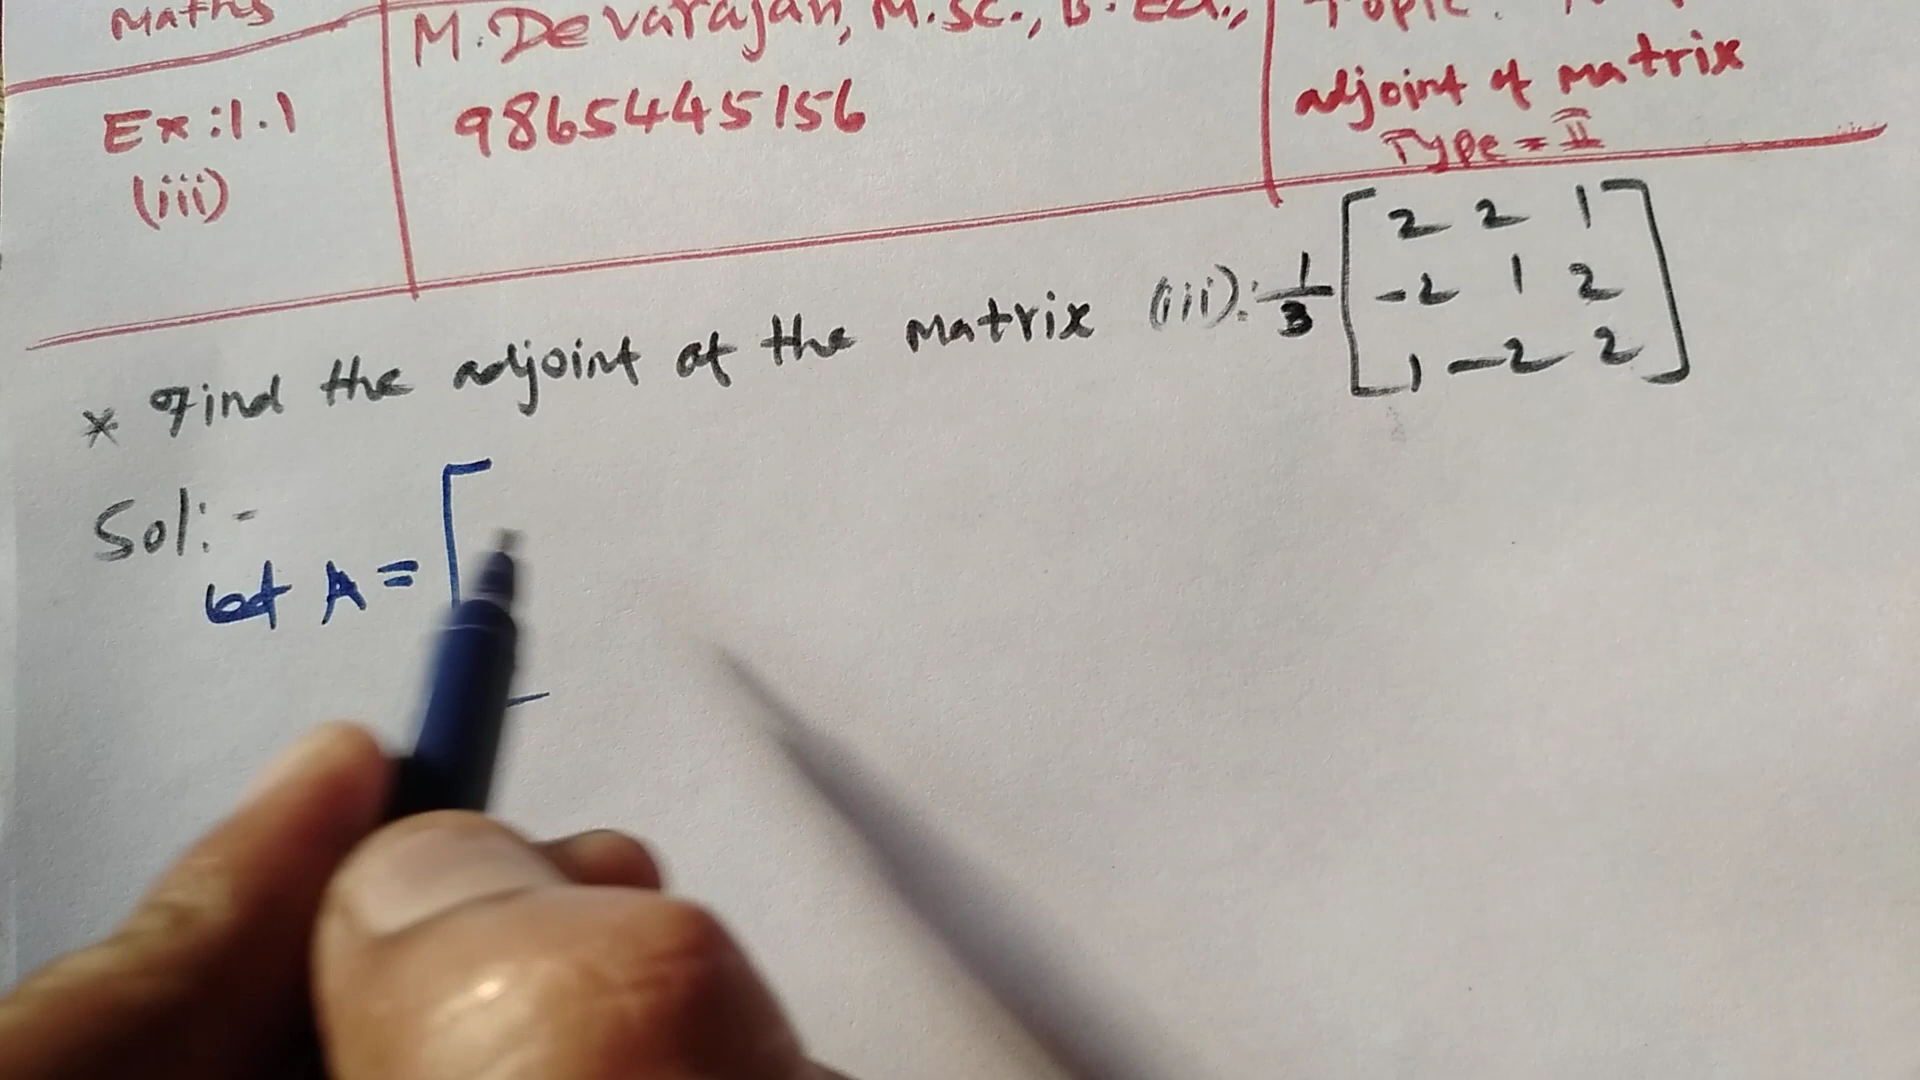 Maths
M. Devarajan, M.Sc., B.Ed.,
Topic:
Ex:1.1
(iii)
9865445156
adjoint of matrix
Type = II
* Find the adjoint of the matrix (iii): 1/3 [
2 2 1
-2 1 2
1 -2 2
]
Sol:-
let A = [